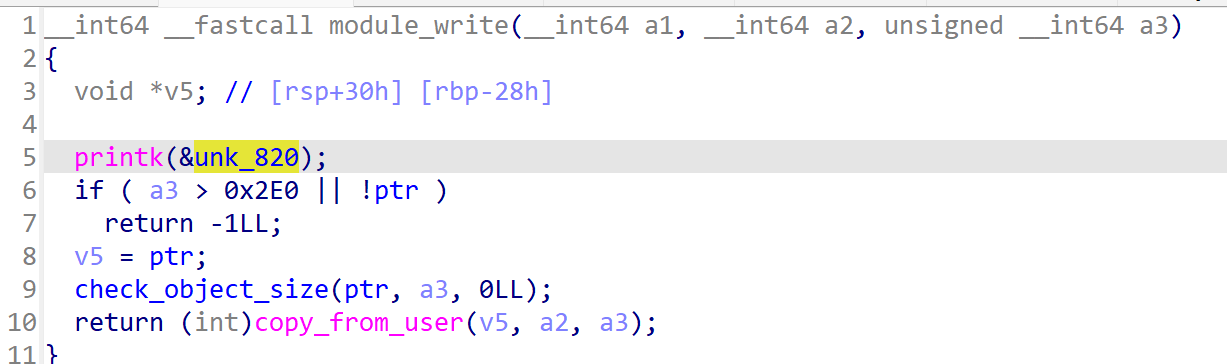 1 __int64 __fastcall module_write(__int64 a1, __int64 a2, unsigned __int64 a3)
2 {
3   void *v5; // [rsp+30h] [rbp-28h]
4
5   printk(&unk_820);
6   if ( a3 > 0x2E0 || !ptr )
7     return -1LL;
8   v5 = ptr;
9   check_object_size(ptr, a3, 0LL);
10   return (int)copy_from_user(v5, a2, a3);
11 }